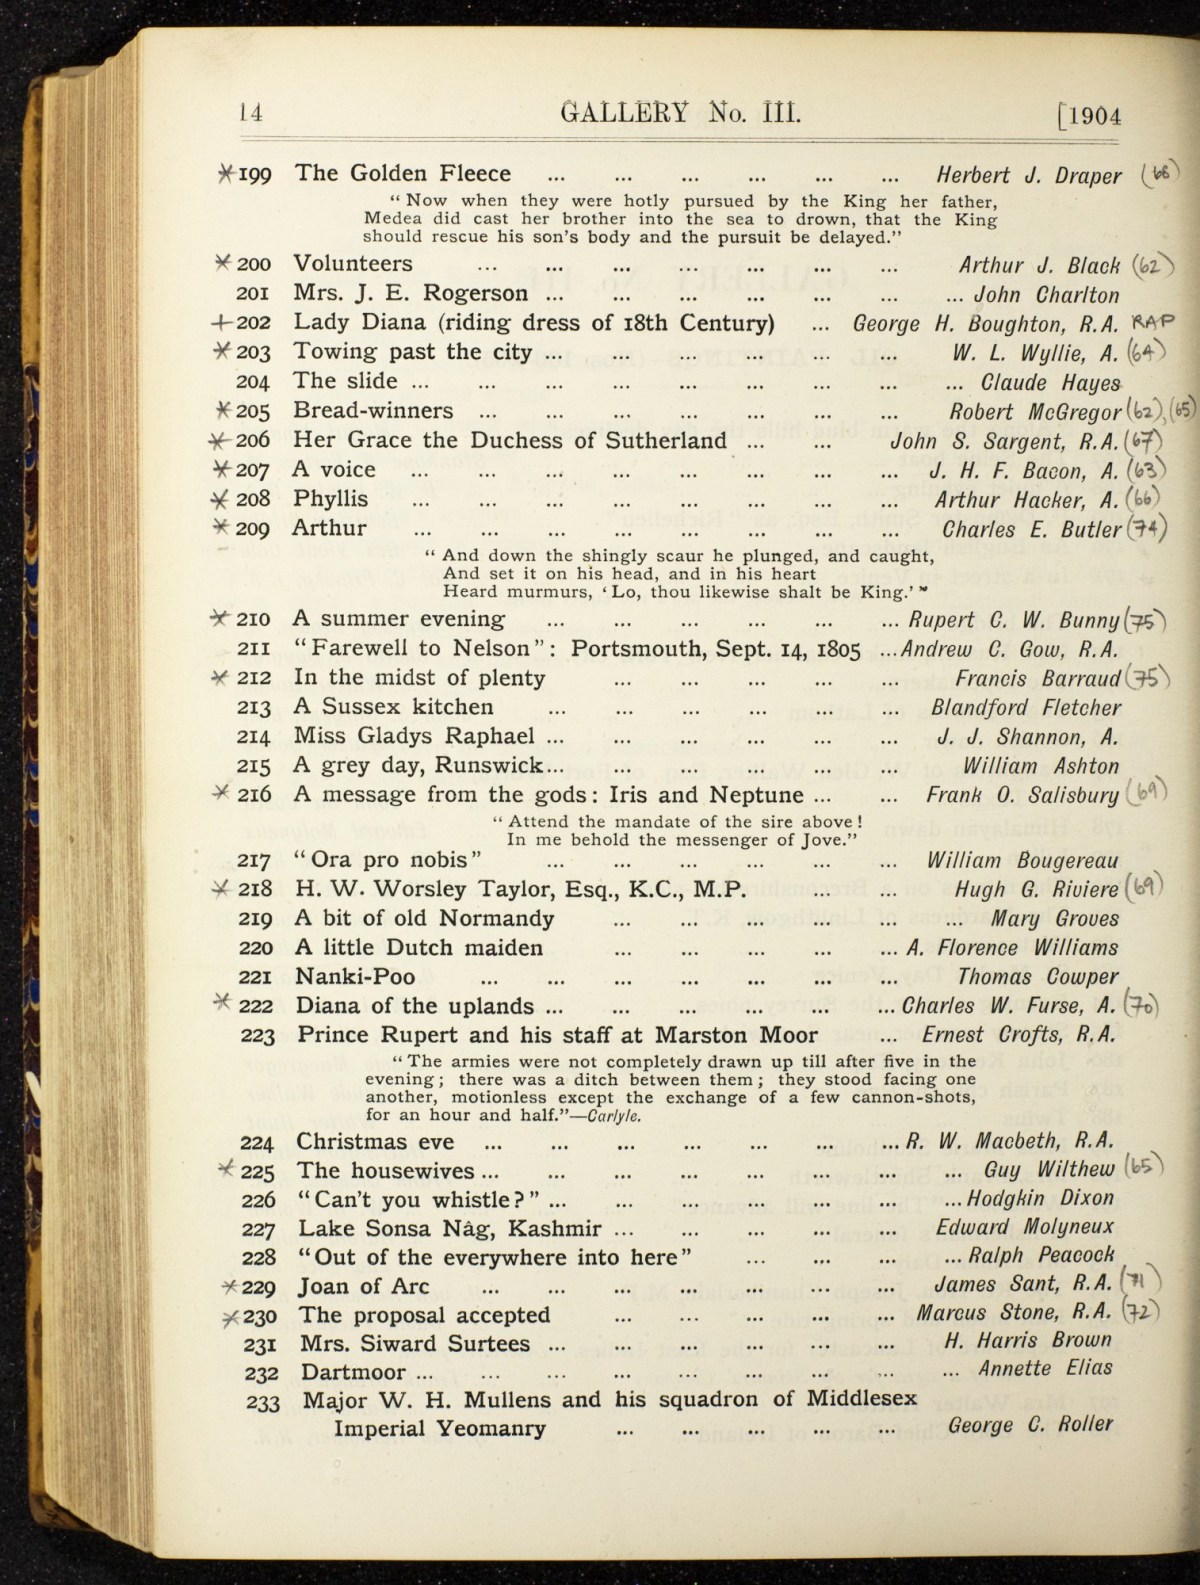 14 GALLERY No. III. [1904
*199 The Golden Fleece ... ... ... ... ... ... Herbert J. Draper (68)
"Now when they were hotly pursued by the King her father,
Medea did cast her brother into the sea to drown, that the King
should rescue his son's body and the pursuit be delayed."
*200 Volunteers ... ... ... ... ... ... ... Arthur J. Black (62)
201 Mrs. J. E. Rogerson ... ... ... ... ... ... ... John Charlton
+202 Lady Diana (riding dress of 18th Century) ... George H. Boughton, R.A. RAP
*203 Towing past the city ... ... ... ... ... ... W. L. Wyllie, A. (64)
204 The slide ... ... ... ... ... ... ... ... ... Claude Hayes
*205 Bread-winners ... ... ... ... ... ... ... Robert McGregor (62), (65)
*206 Her Grace the Duchess of Sutherland ... ... John S. Sargent, R.A. (67)
*207 A voice ... ... ... ... ... ... ... ... J. H. F. Bacon, A. (63)
*208 Phyllis ... ... ... ... ... ... ... ... Arthur Hacker, A. (66)
*209 Arthur ... ... ... ... ... ... ... ... Charles E. Butler (74)
"And down the shingly scaur he plunged, and caught,
And set it on his head, and in his heart
Heard murmurs, 'Lo, thou likewise shalt be King.'"
*210 A summer evening ... ... ... ... ... ... Rupert C. W. Bunny (75)
211 "Farewell to Nelson": Portsmouth, Sept. 14, 1805 ... Andrew C. Gow, R.A.
*212 In the midst of plenty ... ... ... ... ... Francis Barraud (75)
213 A Sussex kitchen ... ... ... ... ... ... Blandford Fletcher
214 Miss Gladys Raphael ... ... ... ... ... ... J. J. Shannon, A.
215 A grey day, Runswick... ... ... ... ... ... William Ashton
*216 A message from the gods: Iris and Neptune ... ... Frank O. Salisbury (69)
"Attend the mandate of the sire above!
In me behold the messenger of Jove."
217 "Ora pro nobis" ... ... ... ... ... ... William Bougereau
*218 H. W. Worsley Taylor, Esq., K.C., M.P. ... ... Hugh G. Riviere (69)
219 A bit of old Normandy ... ... ... ... ... ... Mary Groves
220 A little Dutch maiden ... ... ... ... ... A. Florence Williams
221 Nanki-Poo ... ... ... ... ... ... ... Thomas Cowper
*222 Diana of the uplands ... ... ... ... ... ... Charles W. Furse, A. (70)
223 Prince Rupert and his staff at Marston Moor ... Ernest Crofts, R.A.
"The armies were not completely drawn up till after five in the
evening; there was a ditch between them; they stood facing one
another, motionless except the exchange of a few cannon-shots,
for an hour and half."—Carlyle.
224 Christmas eve ... ... ... ... ... ... ... R. W. Macbeth, R.A.
*225 The housewives ... ... ... ... ... ... ... ... Guy Wilthew (65)
226 "Can't you whistle?" ... ... ... ... ... ... ... Hodgkin Dixon
227 Lake Sonsa Nâg, Kashmir ... ... ... ... ... Edward Molyneux
228 "Out of the everywhere into here" ... ... ... ... Ralph Peacock
*229 Joan of Arc ... ... ... ... ... ... ... James Sant, R.A. (71)
*230 The proposal accepted ... ... ... ... ... Marcus Stone, R.A. (72)
231 Mrs. Siward Surtees ... ... ... ... ... ... H. Harris Brown
232 Dartmoor ... ... ... ... ... ... ... ... ... Annette Elias
233 Major W. H. Mullens and his squadron of Middlesex
Imperial Yeomanry ... ... ... ... ... George C. Roller